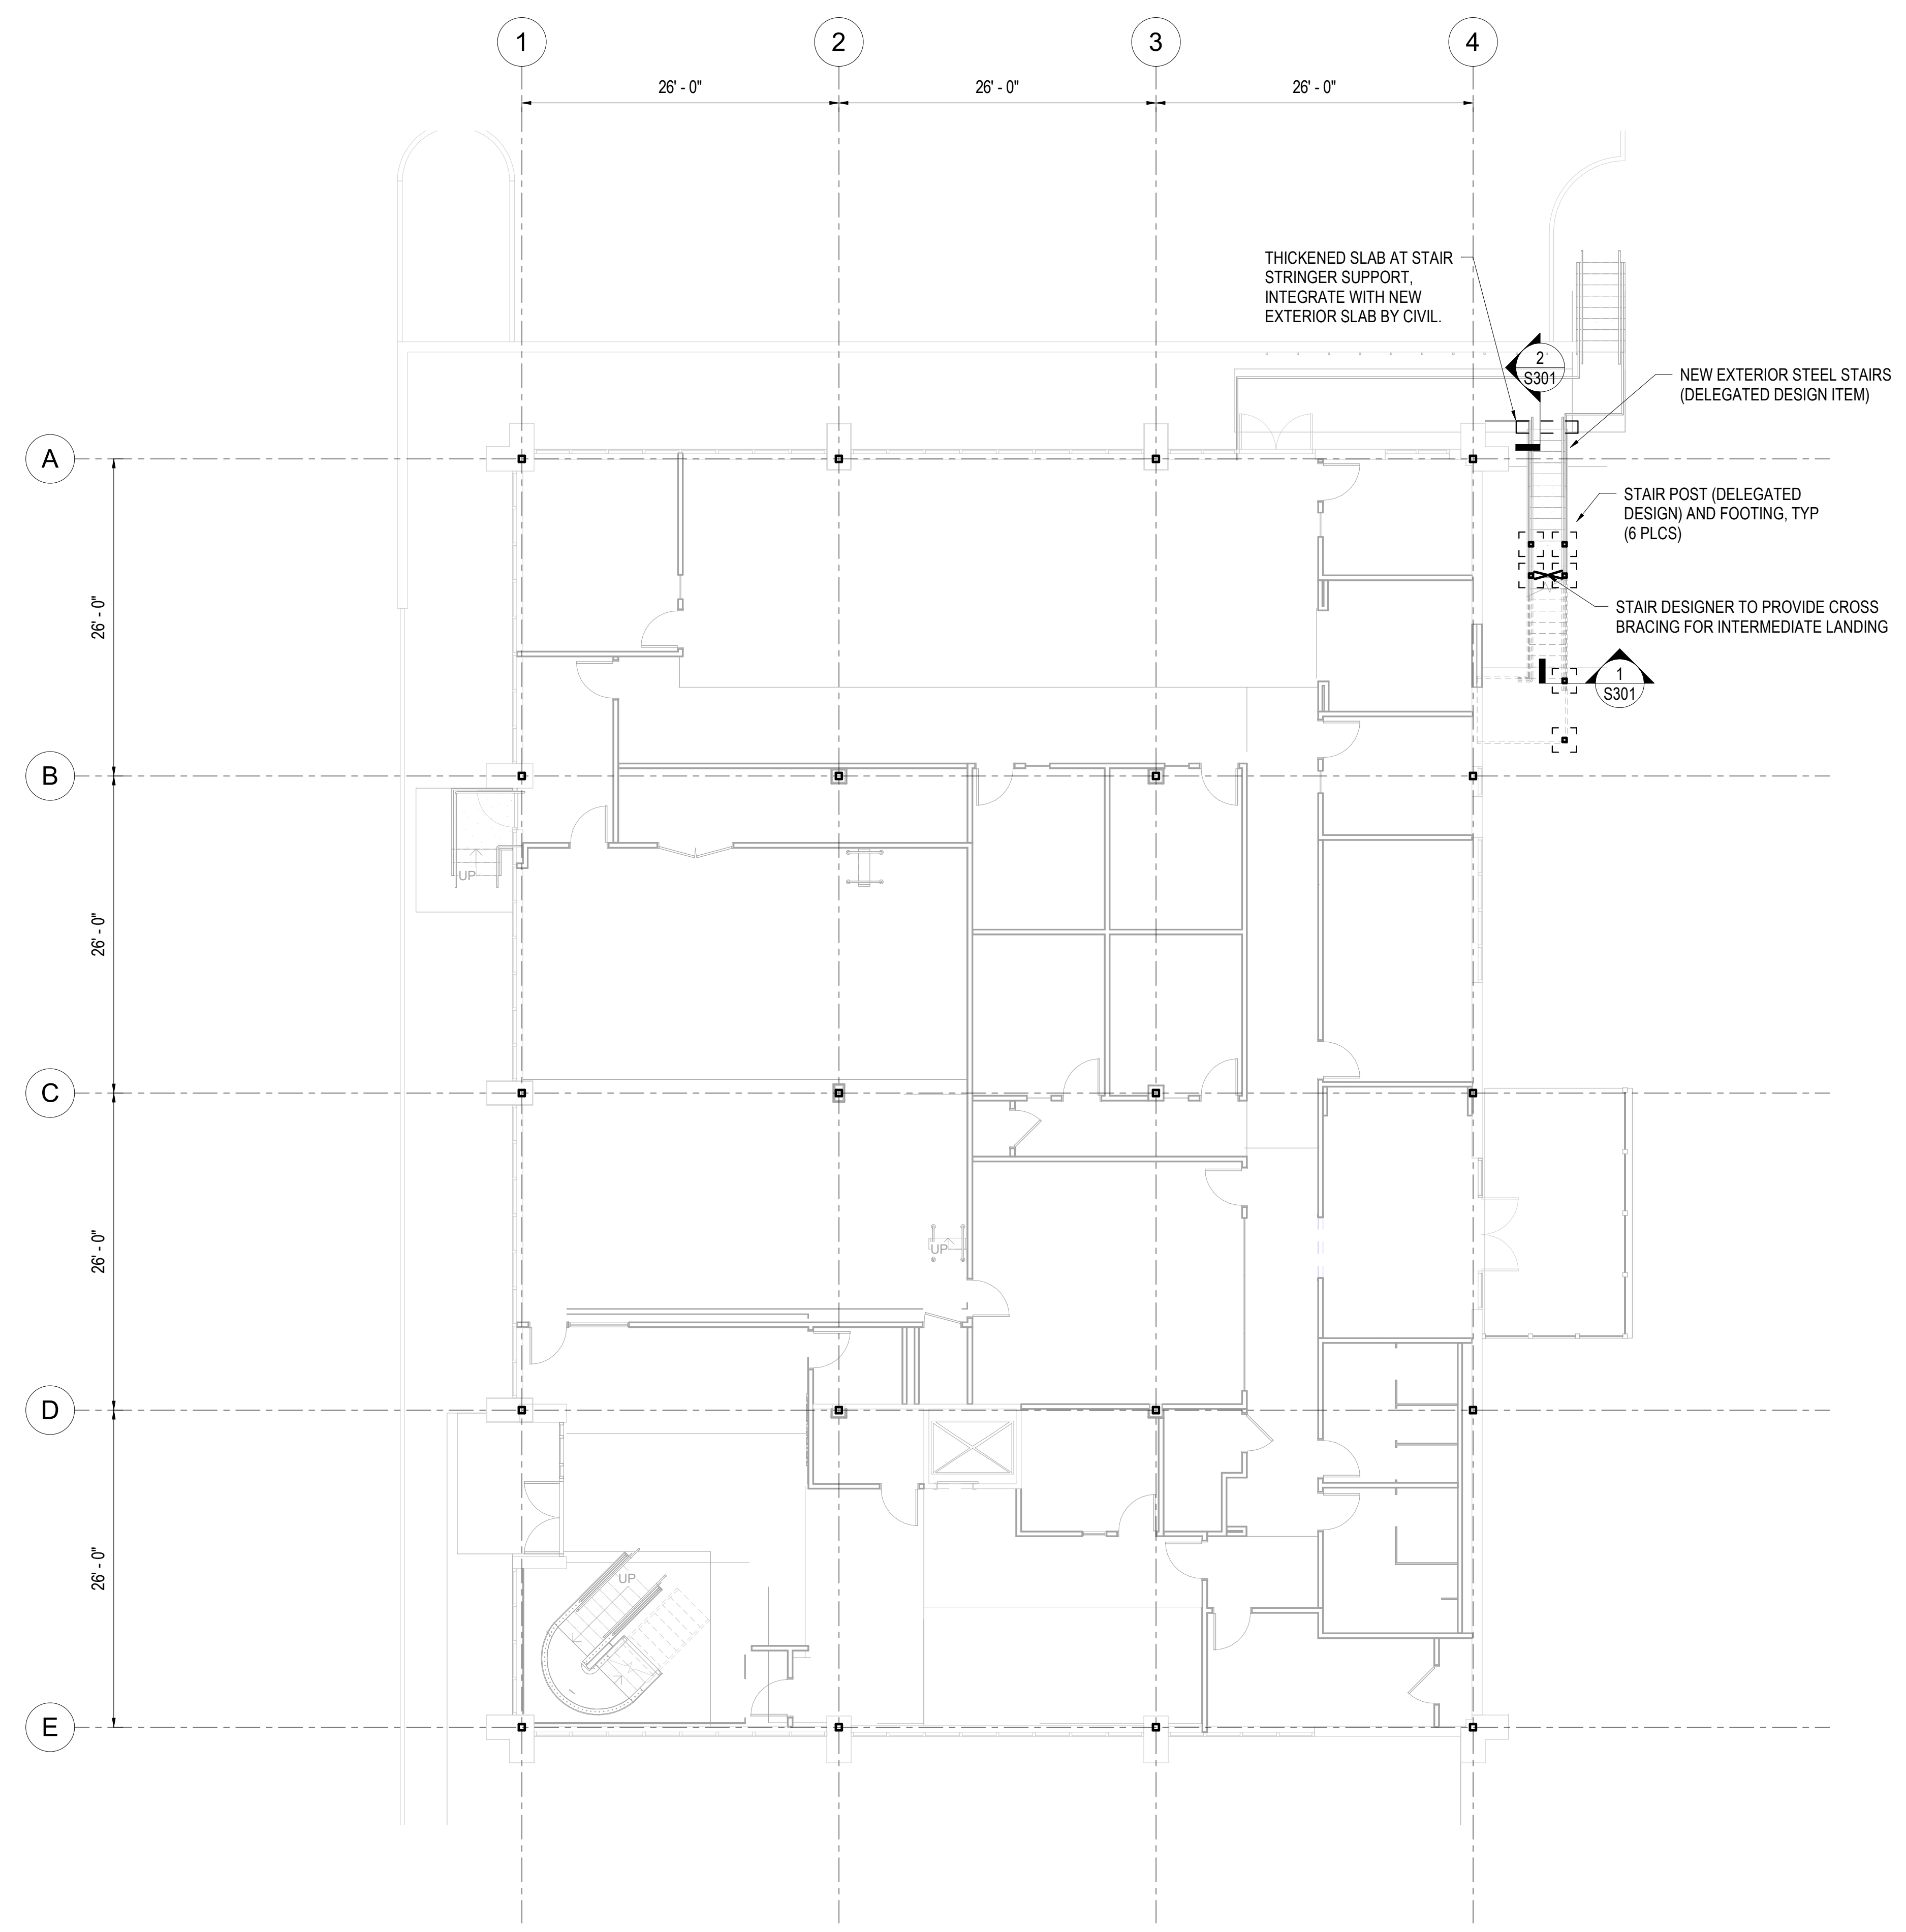 1
2
3
4
26' - 0"
26' - 0"
26' - 0"
THICKENED SLAB AT STAIR
STRINGER SUPPORT,
INTEGRATE WITH NEW
EXTERIOR SLAB BY CIVIL.
2
S301
NEW EXTERIOR STEEL STAIRS
(DELEGATED DESIGN ITEM)
A
STAIR POST (DELEGATED
DESIGN) AND FOOTING, TYP
(6 PLCS)
26' - 0"
STAIR DESIGNER TO PROVIDE CROSS
BRACING FOR INTERMEDIATE LANDING
1
S301
B
UP
26' - 0"
C
26' - 0"
UP
D
26' - 0"
UP
E